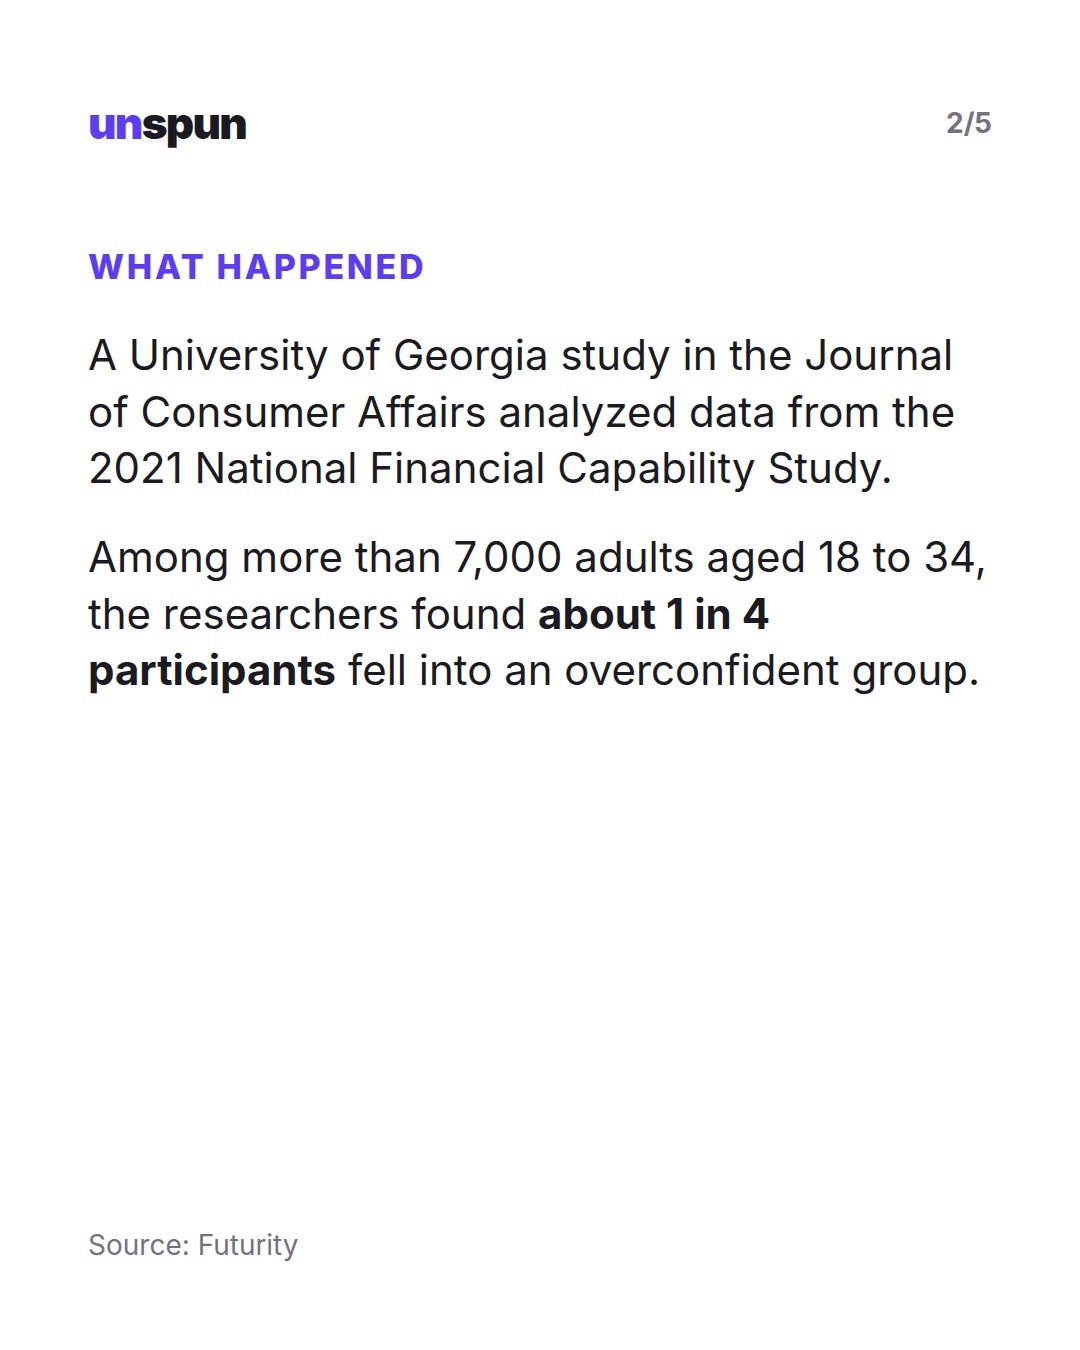 unspun
2/5
WHAT HAPPENED
A University of Georgia study in the Journal
of Consumer Affairs analyzed data from the
2021 National Financial Capability Study.
Among more than 7,000 adults aged 18 to 34,
the researchers found about 1 in 4
participants fell into an overconfident group.
Source: Futurity